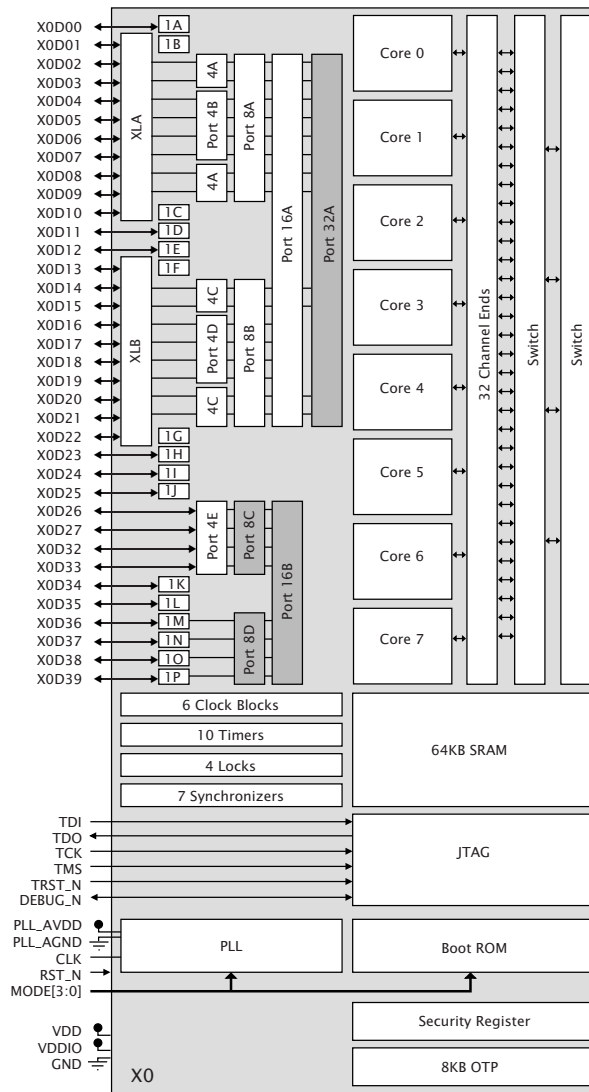 X0D00 1A
X0D01 1B
X0D02
X0D03
X0D04
X0D05
X0D06
X0D07
X0D08
X0D09
X0D10 1C
X0D11 1D
X0D12 1E
X0D13 1F
X0D14
X0D15
X0D16
X0D17
X0D18
X0D19
X0D20
X0D21
X0D22 1G
X0D23 1H
X0D24 1I
X0D25 1J
X0D26
X0D27
X0D32
X0D33
X0D34 1K
X0D35 1L
X0D36 1M
X0D37 1N
X0D38 1O
X0D39 1P
XLA
XLB
4A
Port 4B
4A
4C
Port 4D
4C
Port 4E
Port 8A
Port 8B
Port 8C
Port 8D
Port 16A
Port 16B
Port 32A
Core 0
Core 1
Core 2
Core 3
Core 4
Core 5
Core 6
Core 7
32 Channel Ends
Switch
Switch
6 Clock Blocks
10 Timers
4 Locks
7 Synchronizers
64KB SRAM
TDI
TDO
TCK
TMS
TRST_N
DEBUG_N
JTAG
PLL_AVDD
PLL_AGND
CLK
RST_N
MODE[3:0]
PLL
Boot ROM
VDD
VDDIO
GND
X0
Security Register
8KB OTP